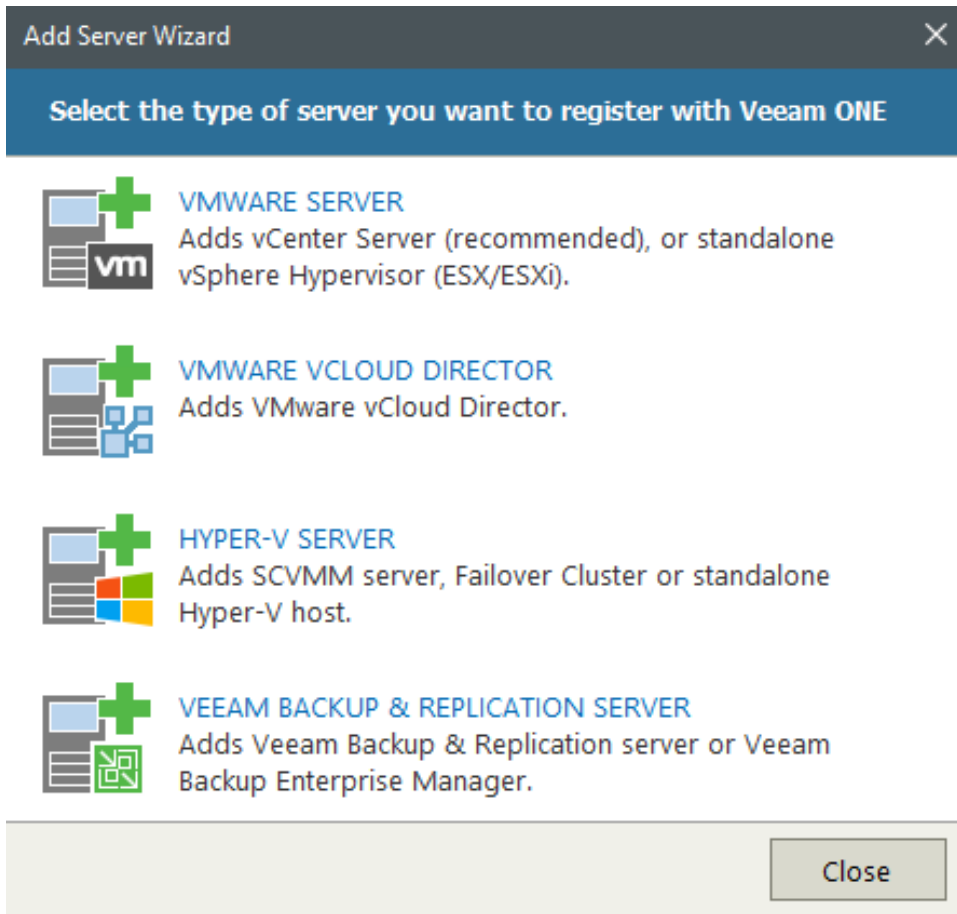 Add Server Wizard
Select the type of server you want to register with Veeam ONE
VMWARE SERVER
Adds vCenter Server (recommended), or standalone
vSphere Hypervisor (ESX/ESXi).
vm
VMWARE VCLOUD DIRECTOR
Adds VMware vCloud Director.
HYPER-V SERVER
Adds SCVMM server, Failover Cluster or standalone
Hyper-V host.
VEEAM BACKUP & REPLICATION SERVER
Adds Veeam Backup & Replication server or Veeam
Backup Enterprise Manager.
Close